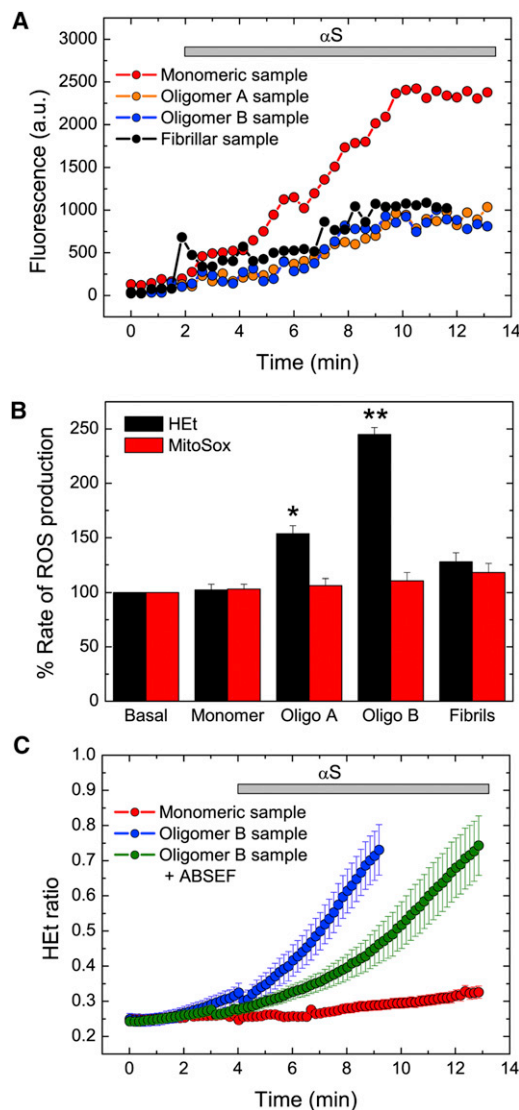 A
αS
Monomeric sample
Oligomer A sample
Oligomer B sample
Fibrillar sample
Fluorescence (a.u.)
3000
2500
2000
1500
1000
500
0
0 2 4 6 8 10 12 14
Time (min)
B
HEt
MitoSox
% Rate of ROS production
250
200
150
100
50
0
*
**
Basal Monomer Oligo A Oligo B Fibrils
C
αS
Monomeric sample
Oligomer B sample
Oligomer B sample
+ ABSEF
HEt ratio
1.0
0.9
0.8
0.7
0.6
0.5
0.4
0.3
0.2
0 2 4 6 8 10 12 14
Time (min)